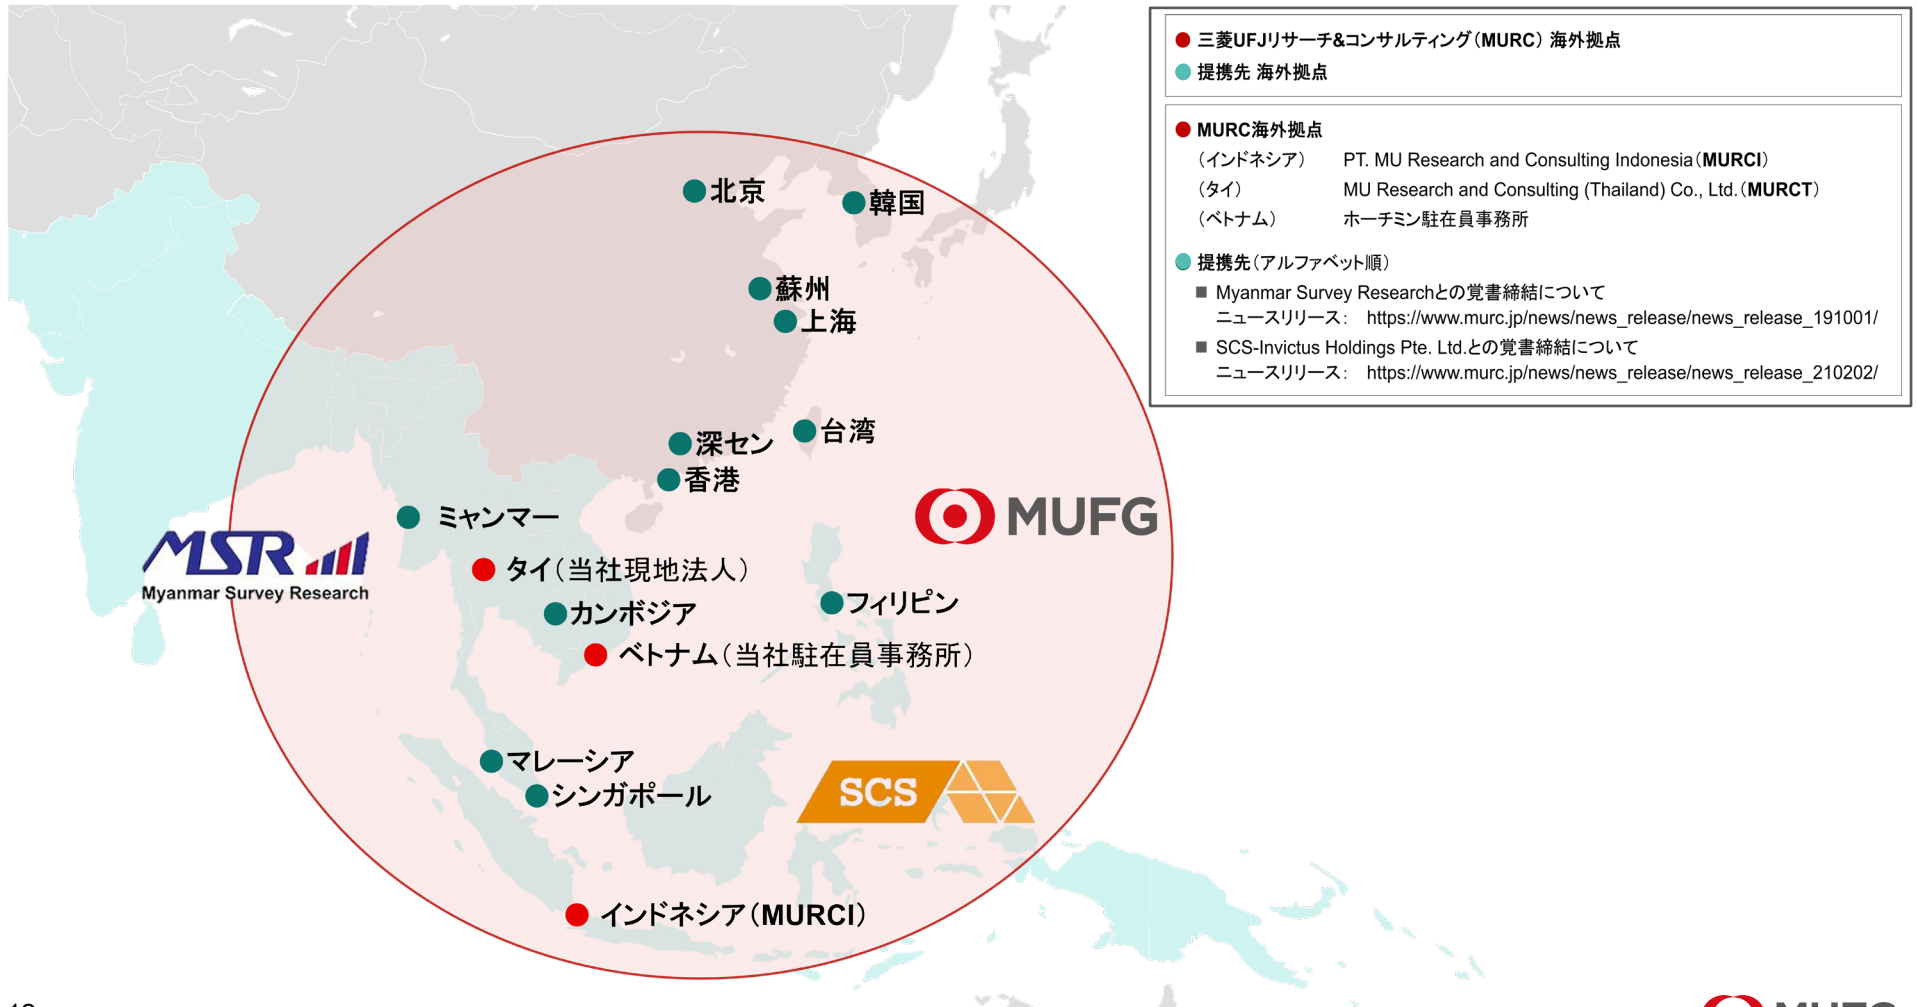 ● 三菱UFJリサーチ&コンサルティング（MURC） 海外拠点
● 提携先 海外拠点
● MURC海外拠点
（インドネシア） PT. MU Research and Consulting Indonesia（MURCI）
（タイ） MU Research and Consulting (Thailand) Co., Ltd.（MURCT）
（ベトナム） ホーチミン駐在員事務所
● 提携先（アルファベット順）
■ Myanmar Survey Researchとの覚書締結について
ニュースリリース： https://www.murc.jp/news/news_release/news_release_191001/
■ SCS-Invictus Holdings Pte. Ltd.との覚書締結について
ニュースリリース： https://www.murc.jp/news/news_release/news_release_210202/
北京
韓国
蘇州
上海
台湾
深セン
香港
MUFG
ミャンマー
MSR
Myanmar Survey Research
タイ（当社現地法人）
カンボジア
フィリピン
ベトナム（当社駐在員事務所）
マレーシア
シンガポール
SCS
インドネシア（MURCI）